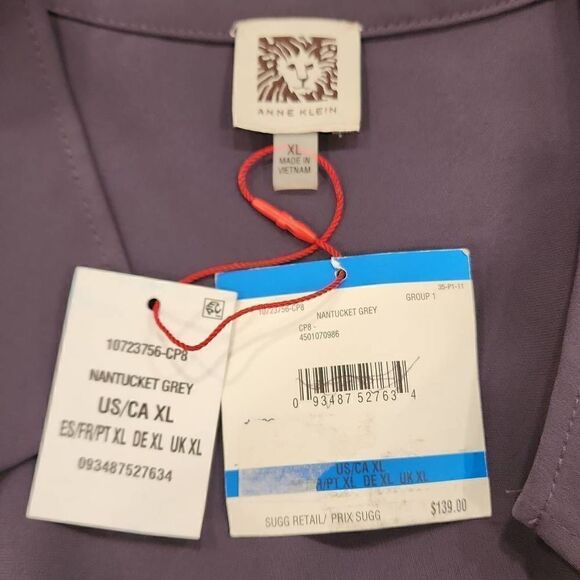 ANNE KLEIN
XL
MADE IN
VIETNAM
10723756-CP8
NANTUCKET GREY
US/CA XL
ES/FR/PT XL DE XL UK XL
093487527634
35-P1-11
10723756-CP8 NANTUCKET GREY GROUP 1
CP8 -
4501070986
0 93487 52763 4
US/CA XL
/PT XL DE XL UK XL
SUGG RETAIL/ PRIX SUGG $139.00